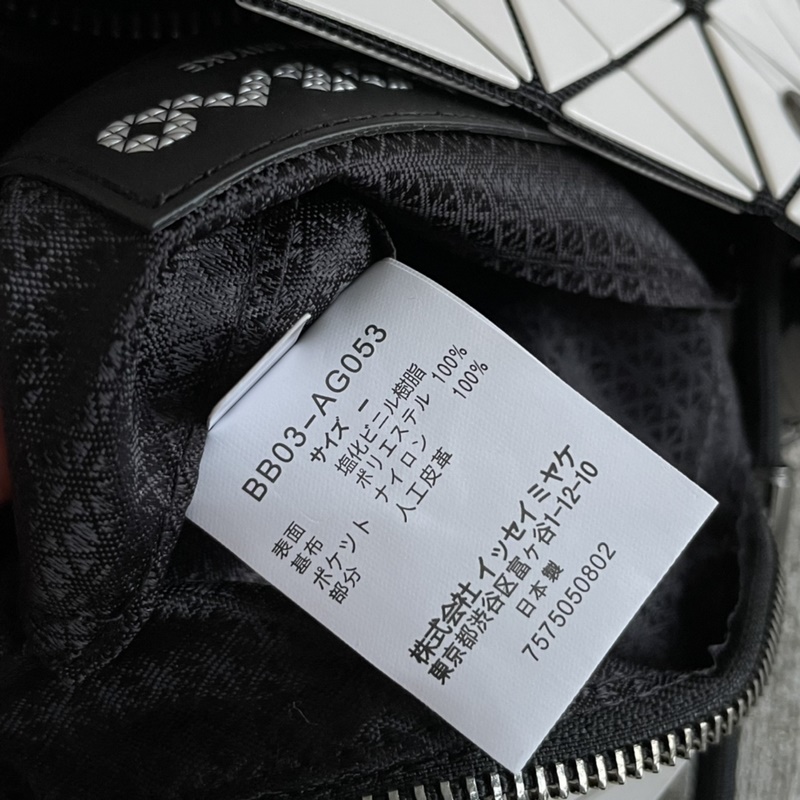 BB03-AG053
サイズ ー
表面 塩化ビニル樹脂 100%
基布 ポリエステル 100%
ポケット ナイロン
部分 人工皮革
株式会社 イッセイミヤケ
東京都渋谷区富ケ谷1-12-10
日本製
7575050802